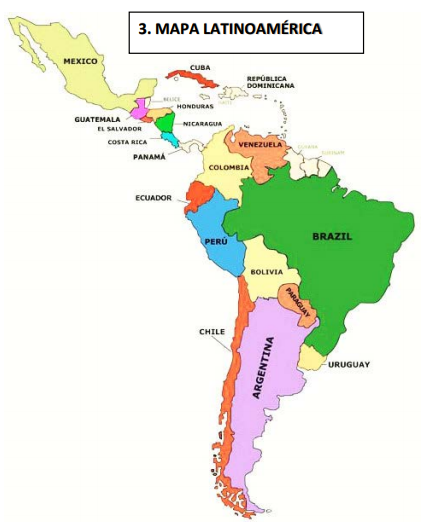 3. MAPA LATINOAMÉRICA
MEXICO
CUBA
REPÚBLICA
DOMINICANA
BELICE
HONDURAS
GUATEMALA
EL SALVADOR
NICARAGUA
COSTA RICA
PANAMÁ
VENEZUELA
COLOMBIA
ECUADOR
PERÚ
BRAZIL
BOLIVIA
PARAGUAY
CHILE
ARGENTINA
URUGUAY